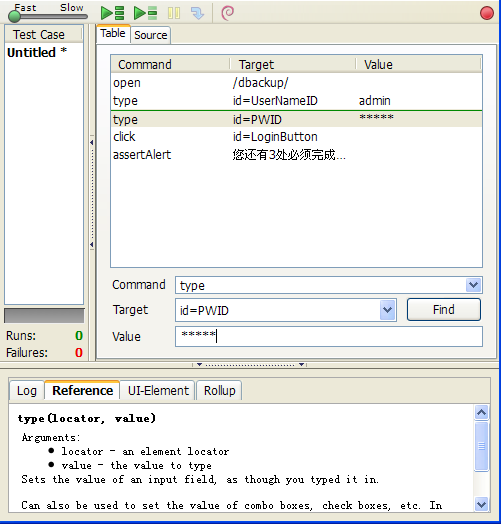 Fast Slow
Test Case
Untitled *
Table Source
Command Target Value
open /dbackup/
type id=UserNameID admin
type id=PWID *****
click id=LoginButton
assertAlert 您还有3处必须完成...
Command type
Target id=PWID Find
Value *****
Runs: 0
Failures: 0
Log Reference UI-Element Rollup
type(locator, value)
Arguments:
● locator - an element locator
● value - the value to type
Sets the value of an input field, as though you typed it in.
Can also be used to set the value of combo boxes, check boxes, etc. In